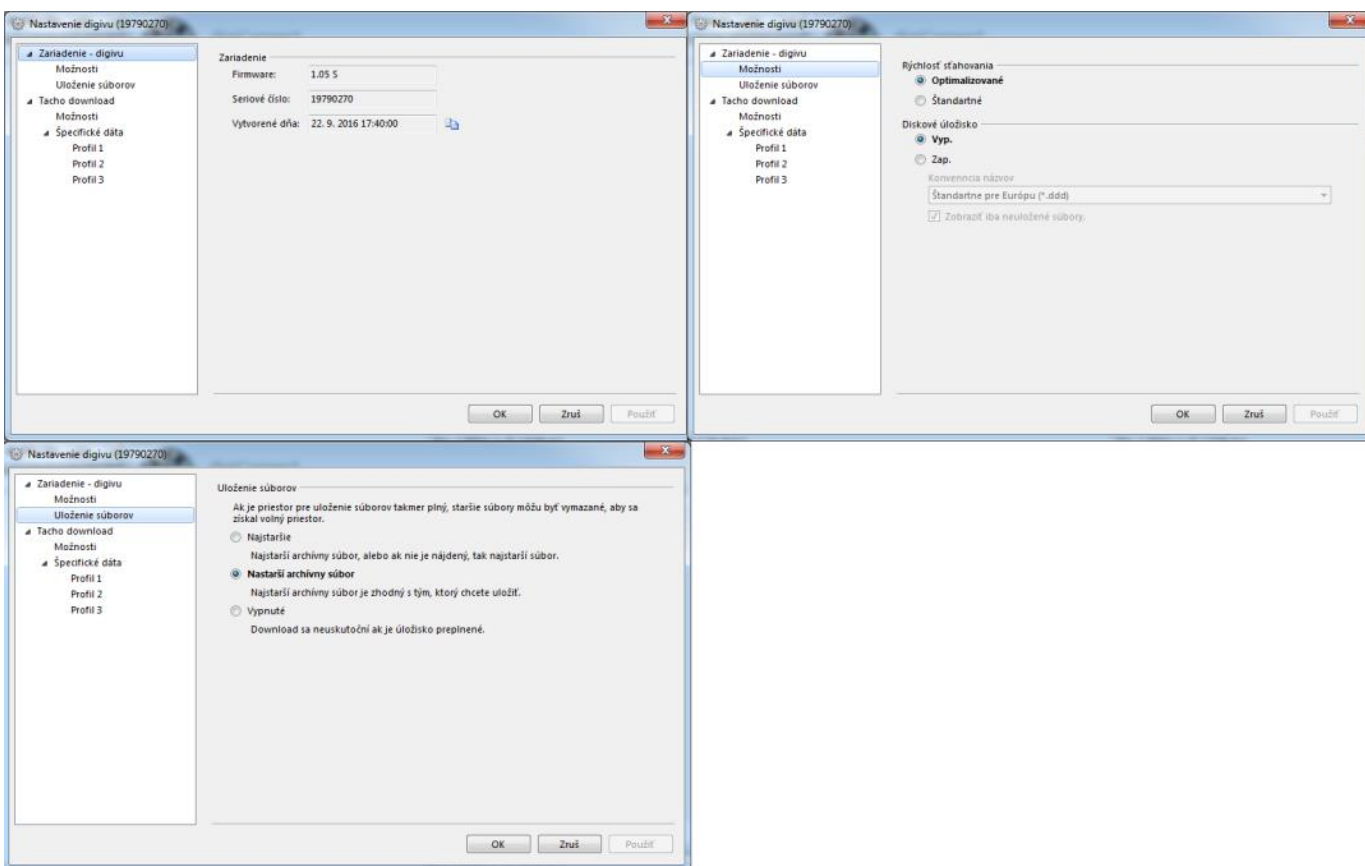 Nastavenie digivu (19790270)
Zariadenie - digivu
Možnosti
Uloženie súborov
Tacho download
Možnosti
Špecifické dáta
Profil 1
Profil 2
Profil 3
Zariadenie
Firmware: 1.05 S
Seriové číslo: 19790270
Vytvorené dňa: 22. 9. 2016 17:40:00
OK Zruš Použiť
Nastavenie digivu (19790270)
Zariadenie - digivu
Možnosti
Uloženie súborov
Tacho download
Možnosti
Špecifické dáta
Profil 1
Profil 2
Profil 3
Rýchlosť sťahovania
Optimalizované
Štandartné
Diskové úložisko
Vyp.
Zap.
Konvenncia názvov
Štandartne pre Európu (*.ddd)
Zobraziť iba neuložené súbory.
OK Zruš Použiť
Nastavenie digivu (19790270)
Zariadenie - digivu
Možnosti
Uloženie súborov
Tacho download
Možnosti
Špecifické dáta
Profil 1
Profil 2
Profil 3
Uloženie súborov
Ak je priestor pre uloženie súborov takmer plný, staršie súbory môžu byť vymazané, aby sa
získal volný priestor.
Najstaršie
Najstarší archívny súbor, alebo ak nie je nájdený, tak najstarší súbor.
Nastarší archívny súbor
Najstarší archívny súbor je zhodný s tým, ktorý chcete uložiť.
Vypnuté
Download sa neuskutoční ak je úložisko preplnené.
OK Zruš Použiť